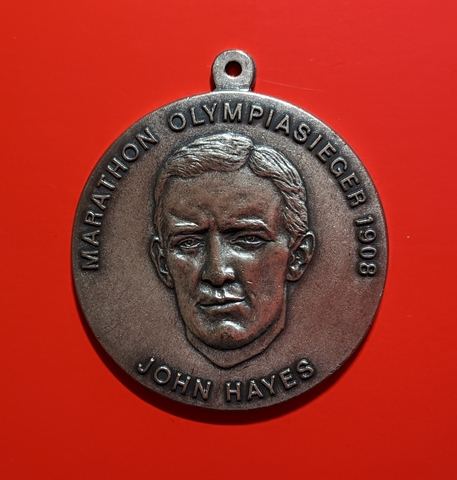 MARATHON OLYMPIASIEGER 1908
JOHN HAYES